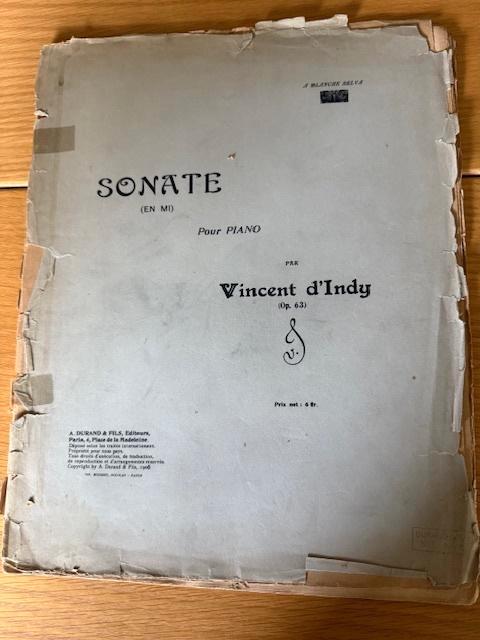 A BLANCHE SELVA
SONATE
(EN MI)
Pour PIANO
PAR
Vincent d'Indy
(Op. 63)
Prix net : 6 fr.
A. DURAND & FILS, Editeurs,
Paris, 4, Place de la Madeleine.
Déposé selon les traités internationaux.
Propriété pour tous pays.
Tous droits d'exécution, de traduction,
de reproduction et d'arrangements réservés.
Copyright by A. Durand & Fils, 1908